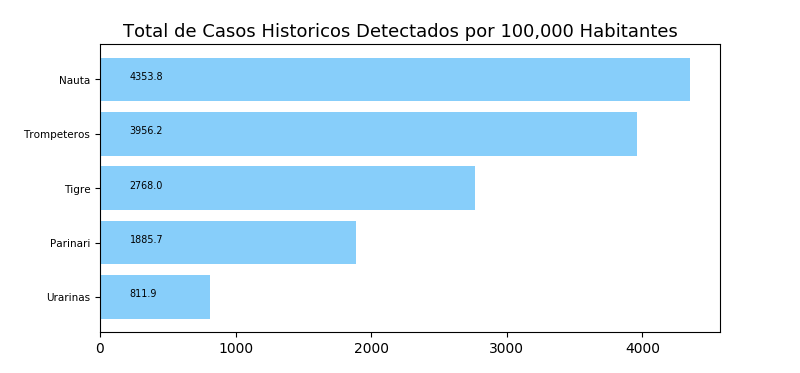 Total de Casos Historicos Detectados por 100,000 Habitantes
Nauta 4353.8
Trompeteros 3956.2
Tigre 2768.0
Parinari 1885.7
Urarinas 811.9
0 1000 2000 3000 4000